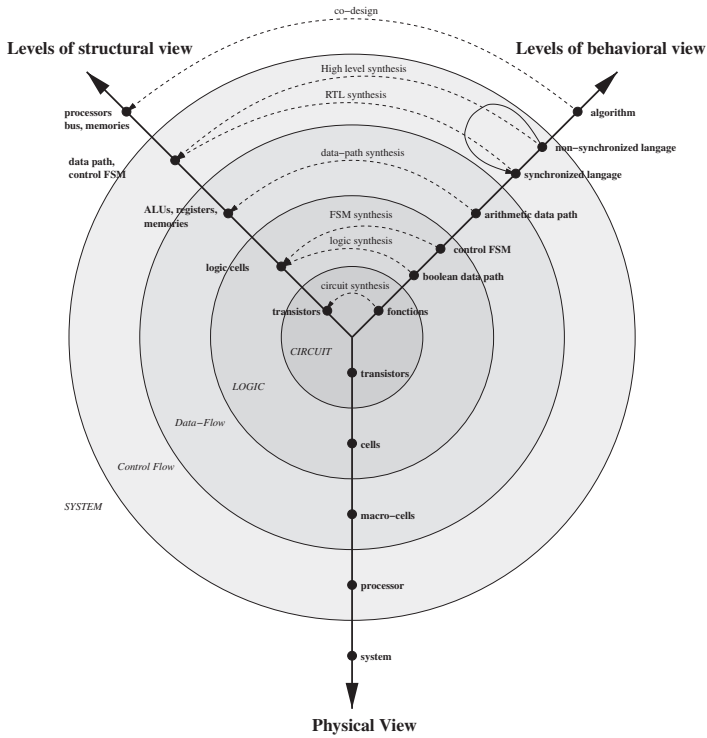 co-design
Levels of structural view
Levels of behavioral view
High level synthesis
RTL synthesis
processors
bus, memories
algorithm
non-synchronized langage
data path,
control FSM
data-path synthesis
synchronized langage
ALUs, registers,
memories
FSM synthesis
arithmetic data path
logic synthesis
control FSM
logic cells
boolean data path
circuit synthesis
transistors
fonctions
CIRCUIT
transistors
LOGIC
Data-Flow
cells
Control Flow
SYSTEM
macro-cells
processor
system
Physical View